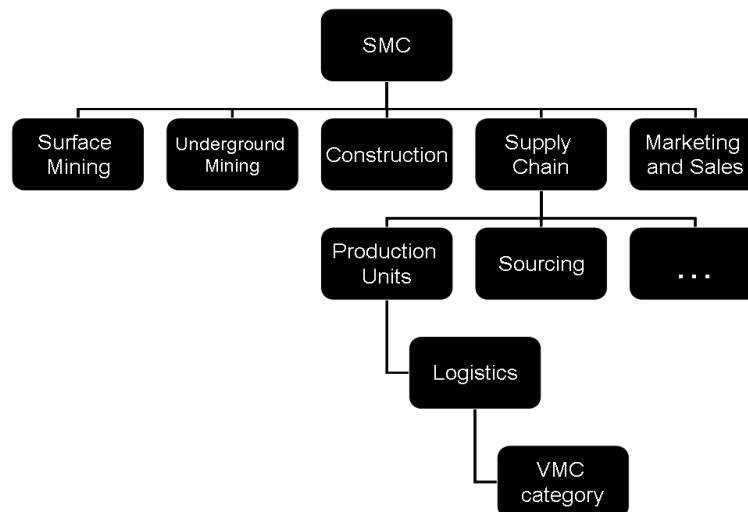 SMC
Surface
Mining
Underground
Mining
Construction
Supply
Chain
Marketing
and Sales
Production
Units
Sourcing
...
Logistics
VMC
category